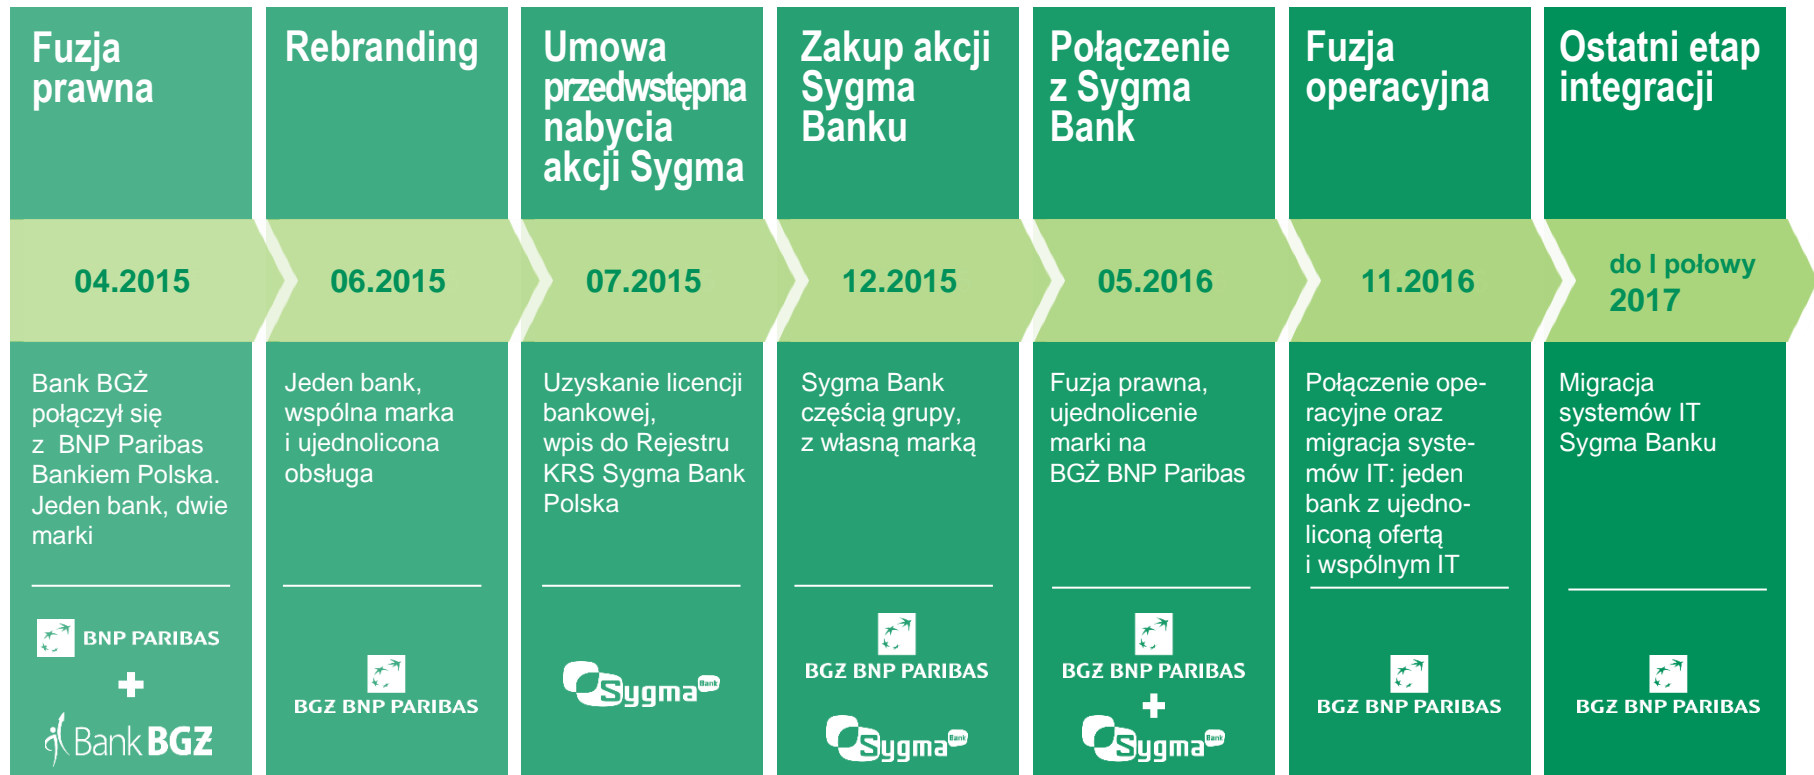 Fuzja
prawna
04.2015
Bank BGŻ
połączył się
z BNP Paribas
Bankiem Polska.
Jeden bank, dwie
marki
BNP PARIBAS
+
Bank BGŻ
Rebranding
06.2015
Jeden bank,
wspólna marka
i ujednolicona
obsługa
BGŻ BNP PARIBAS
Umowa
przedwstępna
nabycia
akcji Sygma
07.2015
Uzyskanie licencji
bankowej,
wpis do Rejestru
KRS Sygma Bank
Polska
Sygma Bank
Zakup akcji
Sygma
Banku
12.2015
Sygma Bank
częścią grupy,
z własną marką
BGŻ BNP PARIBAS
Sygma Bank
Połączenie
z Sygma
Bank
05.2016
Fuzja prawna,
ujednolicenie
marki na
BGŻ BNP Paribas
BGŻ BNP PARIBAS
+
Sygma Bank
Fuzja
operacyjna
11.2016
Połączenie ope-
racyjne oraz
migracja syste-
mów IT: jeden
bank z ujedno-
liconą ofertą
i wspólnym IT
BGŻ BNP PARIBAS
Ostatni etap
integracji
do I połowy
2017
Migracja
systemów IT
Sygma Banku
BGŻ BNP PARIBAS